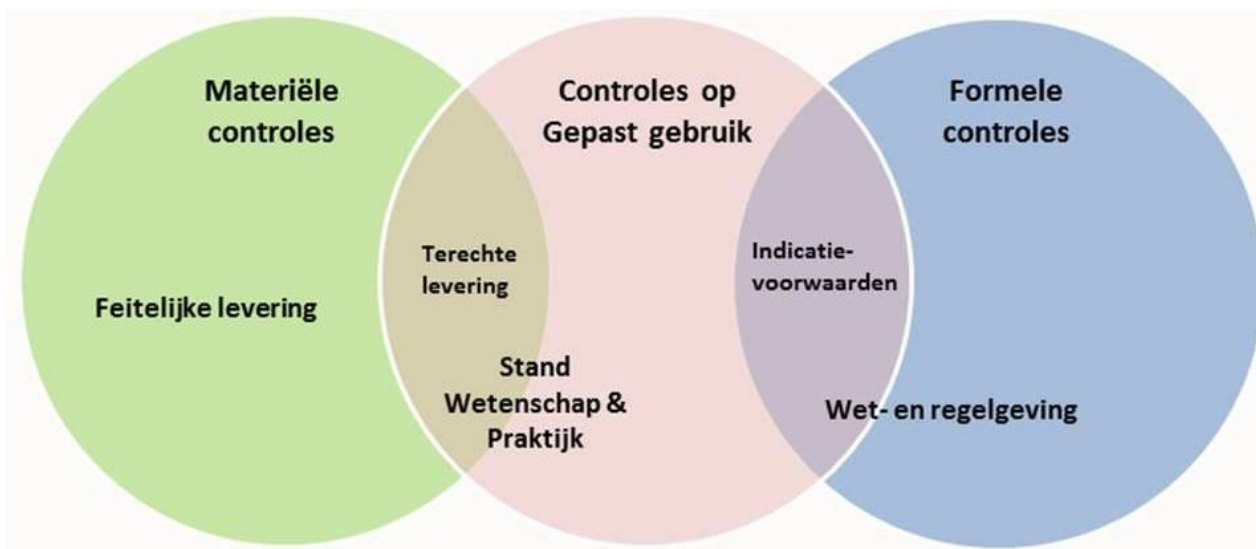 Materiële
controles
Controles op
Gepast gebruik
Formele
controles
Terechte
levering
Indicatie-
voorwaarden
Feitelijke levering
Stand
Wetenschap &
Praktijk
Wet- en regelgeving